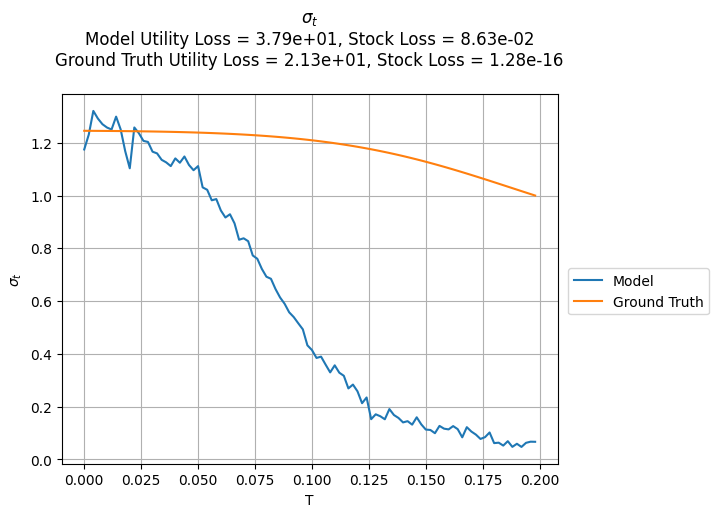 σt
Model Utility Loss = 3.79e+01, Stock Loss = 8.63e-02
Ground Truth Utility Loss = 2.13e+01, Stock Loss = 1.28e-16
1.2
1.0
0.8
0.6
0.4
0.2
0.0
σt
0.000 0.025 0.050 0.075 0.100 0.125 0.150 0.175 0.200
T
Model
Ground Truth